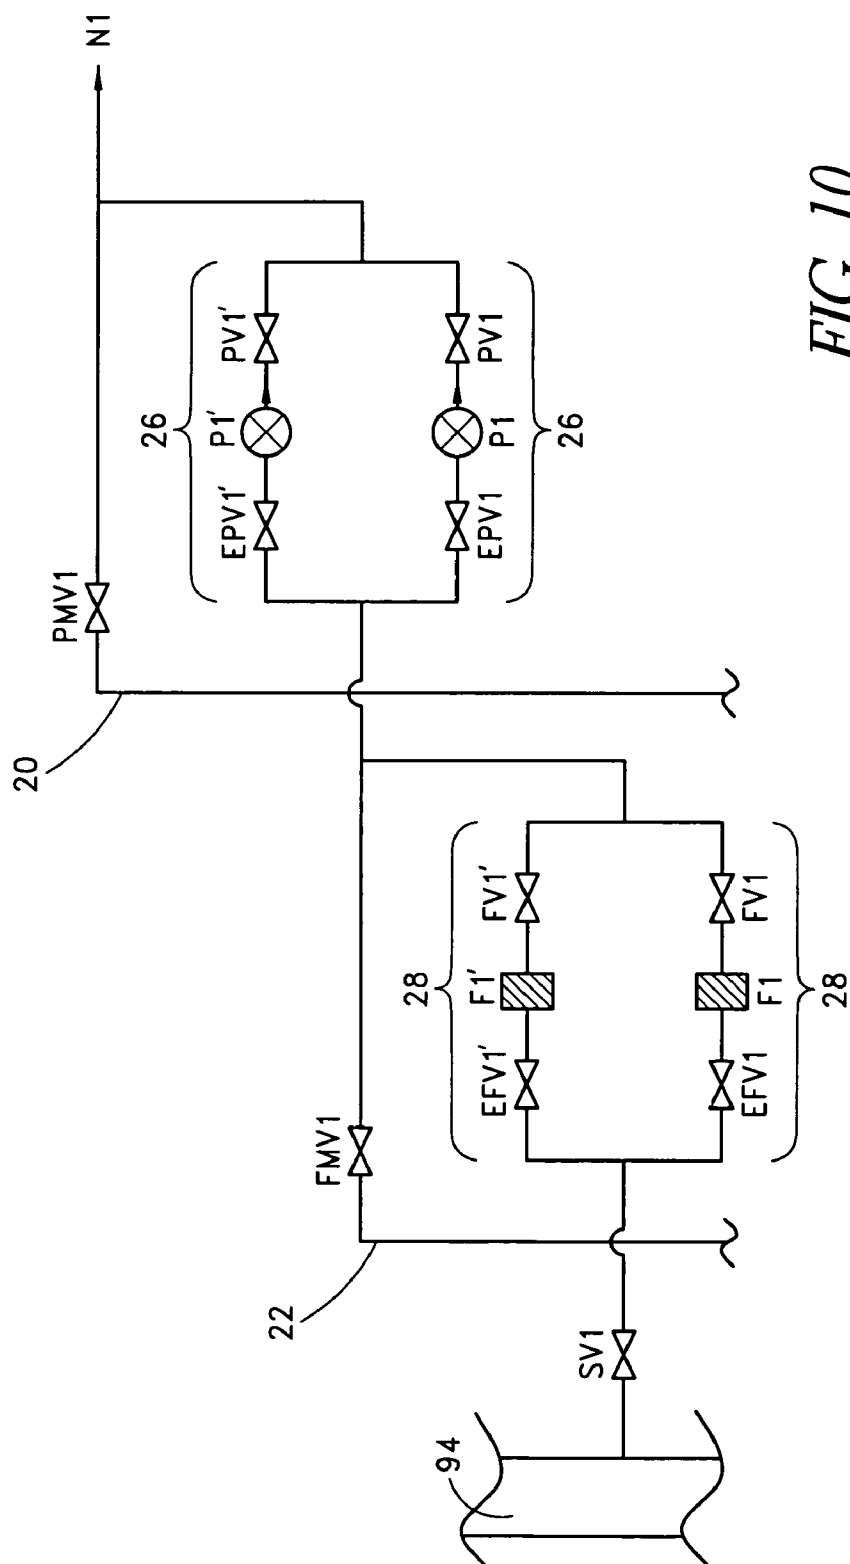 N1
PMV1
20
26
EPV1'
P1'
PV1'
EPV1
P1
PV1
26
FMV1
22
28
EFV1'
F1'
FV1'
EFV1
F1
FV1
28
SV1
94
FIG. 10